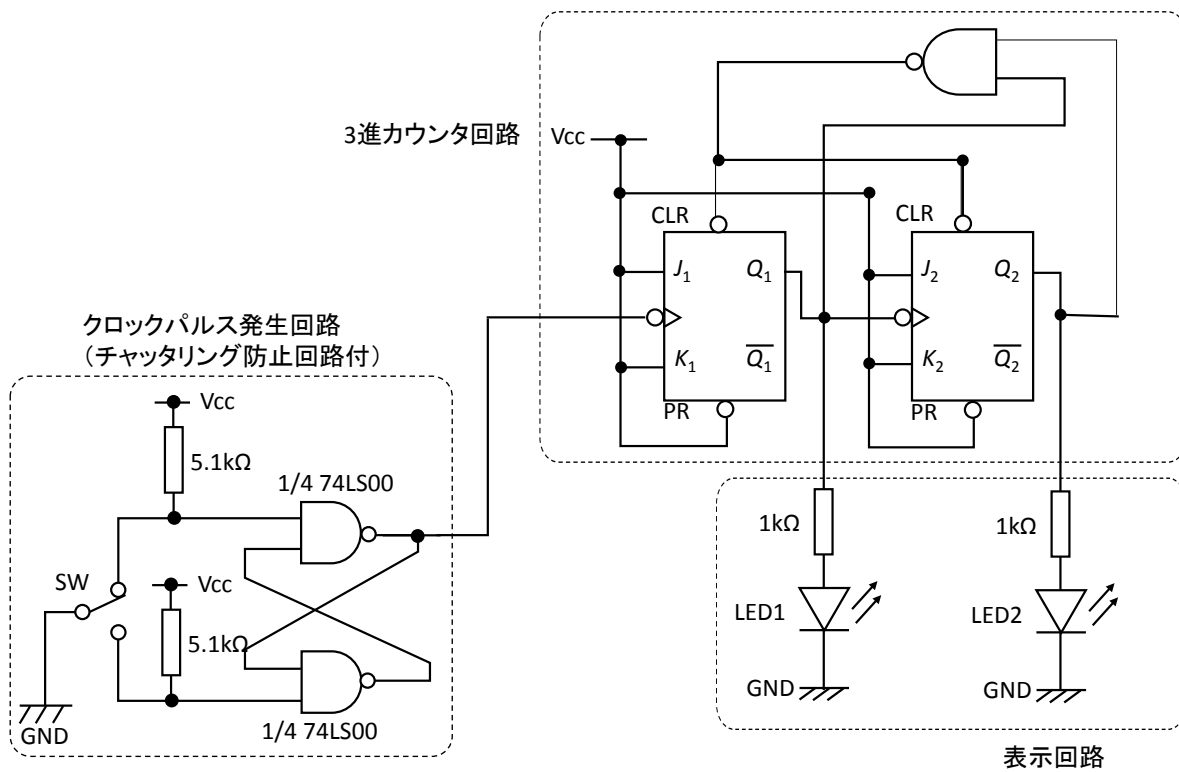 3進カウンタ回路
Vcc
CLR
CLR
J1
Q1
J2
Q2
K1
Q1
K2
Q2
PR
PR
クロックパルス発生回路
（チャッタリング防止回路付）
Vcc
5.1kΩ
1/4 74LS00
SW
Vcc
5.1kΩ
GND
1/4 74LS00
1kΩ
1kΩ
LED1
LED2
GND
GND
表示回路